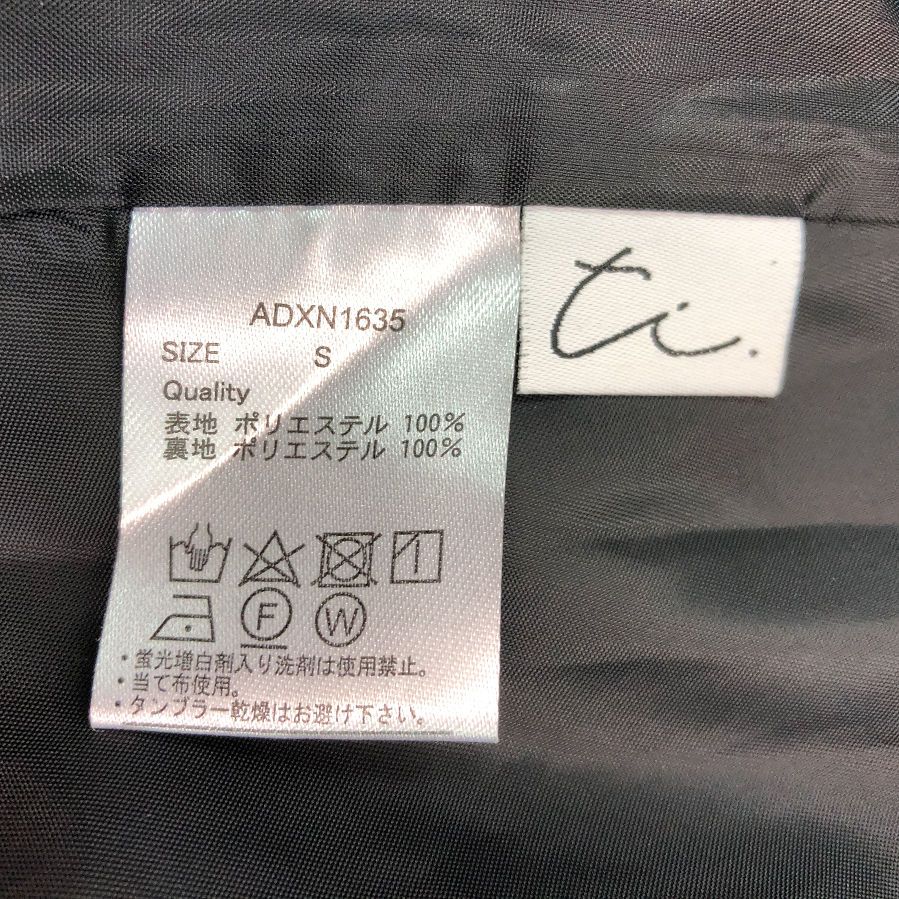 ADXN1635
SIZE S
Quality
表地 ポリエステル 100%
裏地 ポリエステル 100%
F W
・蛍光増白剤入り洗剤は使用禁止。
・当て布使用。
・タンブラー乾燥はお避け下さい。
ti.